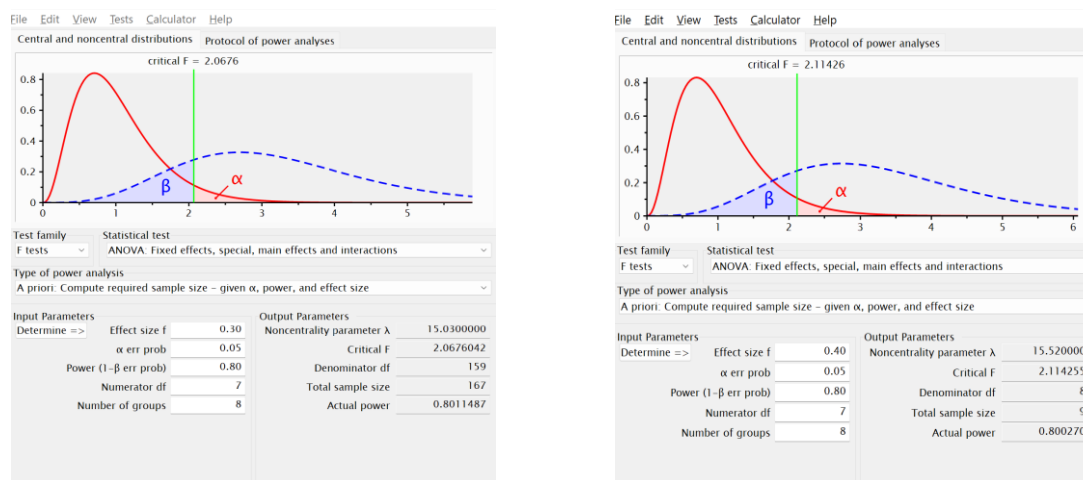 File Edit View Tests Calculator Help
Central and noncentral distributions Protocol of power analyses
critical F = 2.0676
0.8
0.6
0.4
0.2
0
β
α
0 1 2 3 4 5
Test family Statistical test
F tests ANOVA: Fixed effects, special, main effects and interactions
Type of power analysis
A priori: Compute required sample size – given α, power, and effect size
Input Parameters Output Parameters
Determine => Effect size f 0.30 Noncentrality parameter λ 15.0300000
α err prob 0.05 Critical F 2.0676042
Power (1-β err prob) 0.80 Denominator df 159
Numerator df 7 Total sample size 167
Number of groups 8 Actual power 0.8011487
File Edit View Tests Calculator Help
Central and noncentral distributions Protocol of power analyses
critical F = 2.11426
0.8
0.6
0.4
0.2
0
β
α
0 1 2 3 4 5 6
Test family Statistical test
F tests ANOVA: Fixed effects, special, main effects and interactions
Type of power analysis
A priori: Compute required sample size – given α, power, and effect size
Input Parameters Output Parameters
Determine => Effect size f 0.40 Noncentrality parameter λ 15.520000
α err prob 0.05 Critical F 2.114255
Power (1-β err prob) 0.80 Denominator df
Numerator df 7 Total sample size
Number of groups 8 Actual power 0.800270